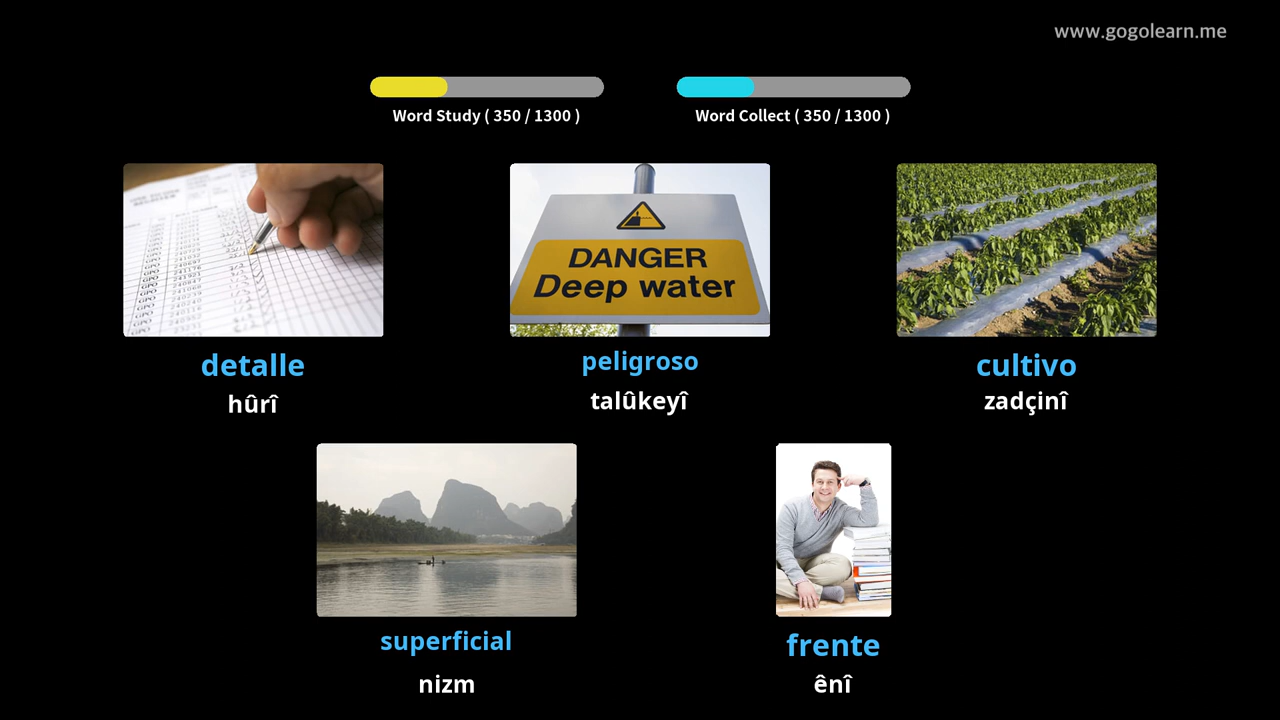 www.gogolearn.me
Word Study ( 350 / 1300 )
Word Collect ( 350 / 1300 )
DANGER
Deep water
detalle
hûrî
peligroso
talûkeyî
cultivo
zadçinî
superficial
nizm
frente
ênî